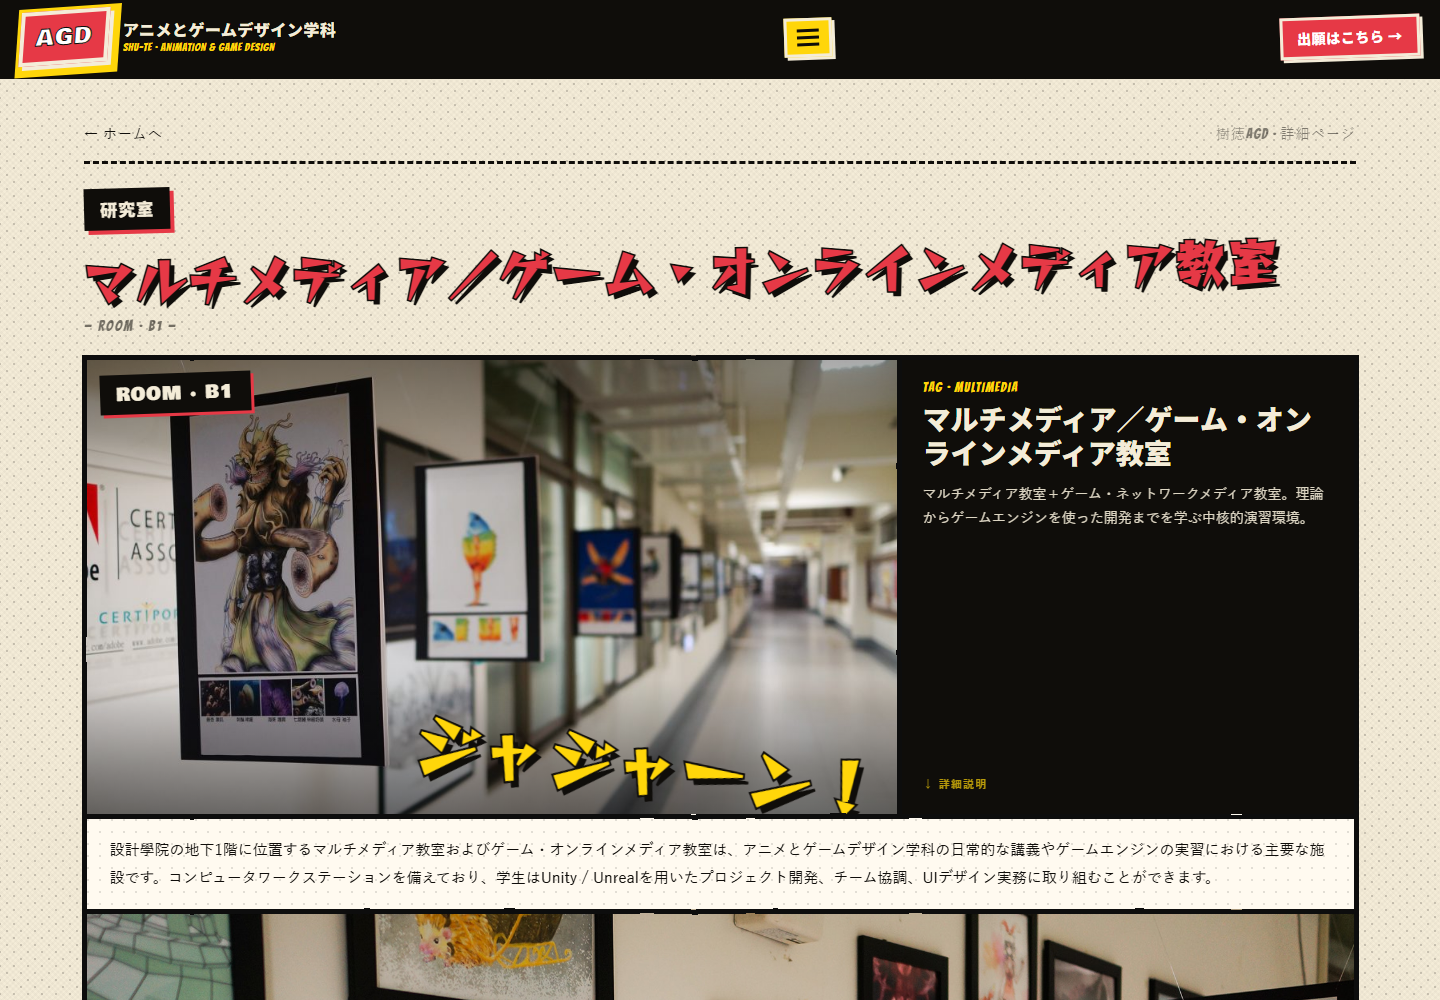 AGD
アニメとゲームデザイン学科
SHU-TE · ANIMATION & GAME DESIGN
出願はこちら →
← ホームへ
樹徳AGD · 詳細ページ
研究室
マルチメディア／ゲーム・オンラインメディア教室
— ROOM · B1 —
ROOM · B1
CERT
ASSO
CERTIPOR
ジャジャーン！
TAG · MULTIMEDIA
マルチメディア／ゲーム・オン
ラインメディア教室
マルチメディア教室＋ゲーム・ネットワークメディア教室。理論
からゲームエンジンを使った開発までを学ぶ中核的演習環境。
↓ 詳細説明
設計學院の地下1階に位置するマルチメディア教室およびゲーム・オンラインメディア教室は、アニメとゲームデザイン学科の日常的な講義やゲームエンジンの実習における主要な施
設です。コンピュータワークステーションを備えており、学生はUnity / Unrealを用いたプロジェクト開発、チーム協調、UIデザイン実務に取り組むことができます。